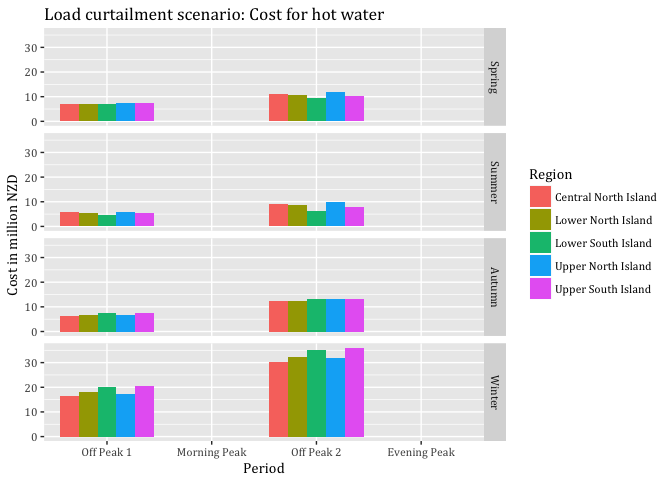 Load curtailment scenario: Cost for hot water
Cost in million NZD
30
20
10
0
Spring
30
20
10
0
Summer
30
20
10
0
Autumn
30
20
10
0
Winter
Off Peak 1
Morning Peak
Off Peak 2
Evening Peak
Period
Region
Central North Island
Lower North Island
Lower South Island
Upper North Island
Upper South Island